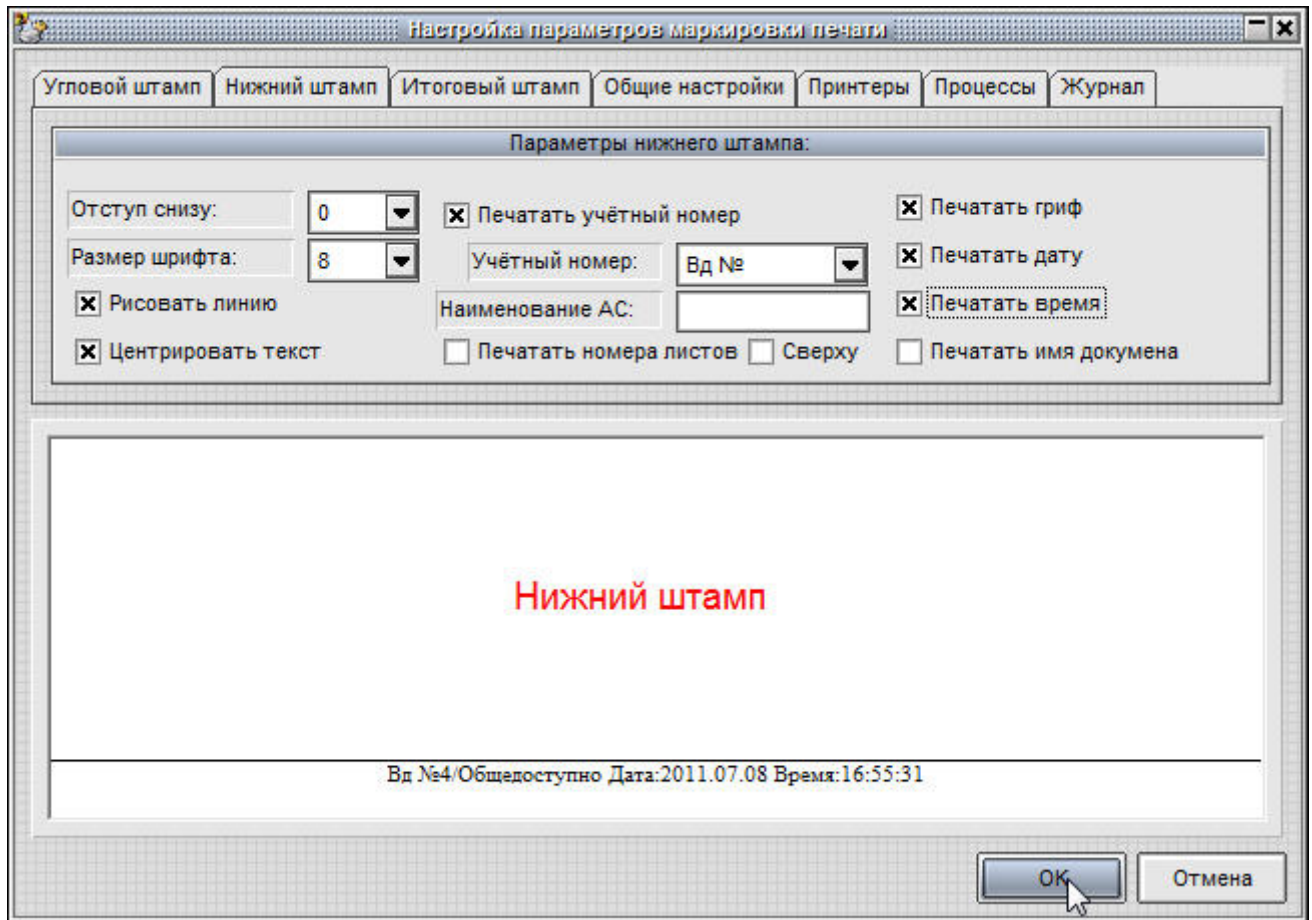 Настройка параметров маркировки печати
Угловой штамп Нижний штамп Итоговый штамп Общие настройки Принтеры Процессы Журнал
Параметры нижнего штампа:
Отступ снизу: 0 Печатать учётный номер Печатать гриф
Размер шрифта: 8 Учётный номер: Вд № Печатать дату
Рисовать линию Наименование АС: Печатать время
Центрировать текст Печатать номера листов Сверху Печатать имя докумена
Нижний штамп
Вд №4/Общедоступно Дата:2011.07.08 Время:16:55:31
OK Отмена